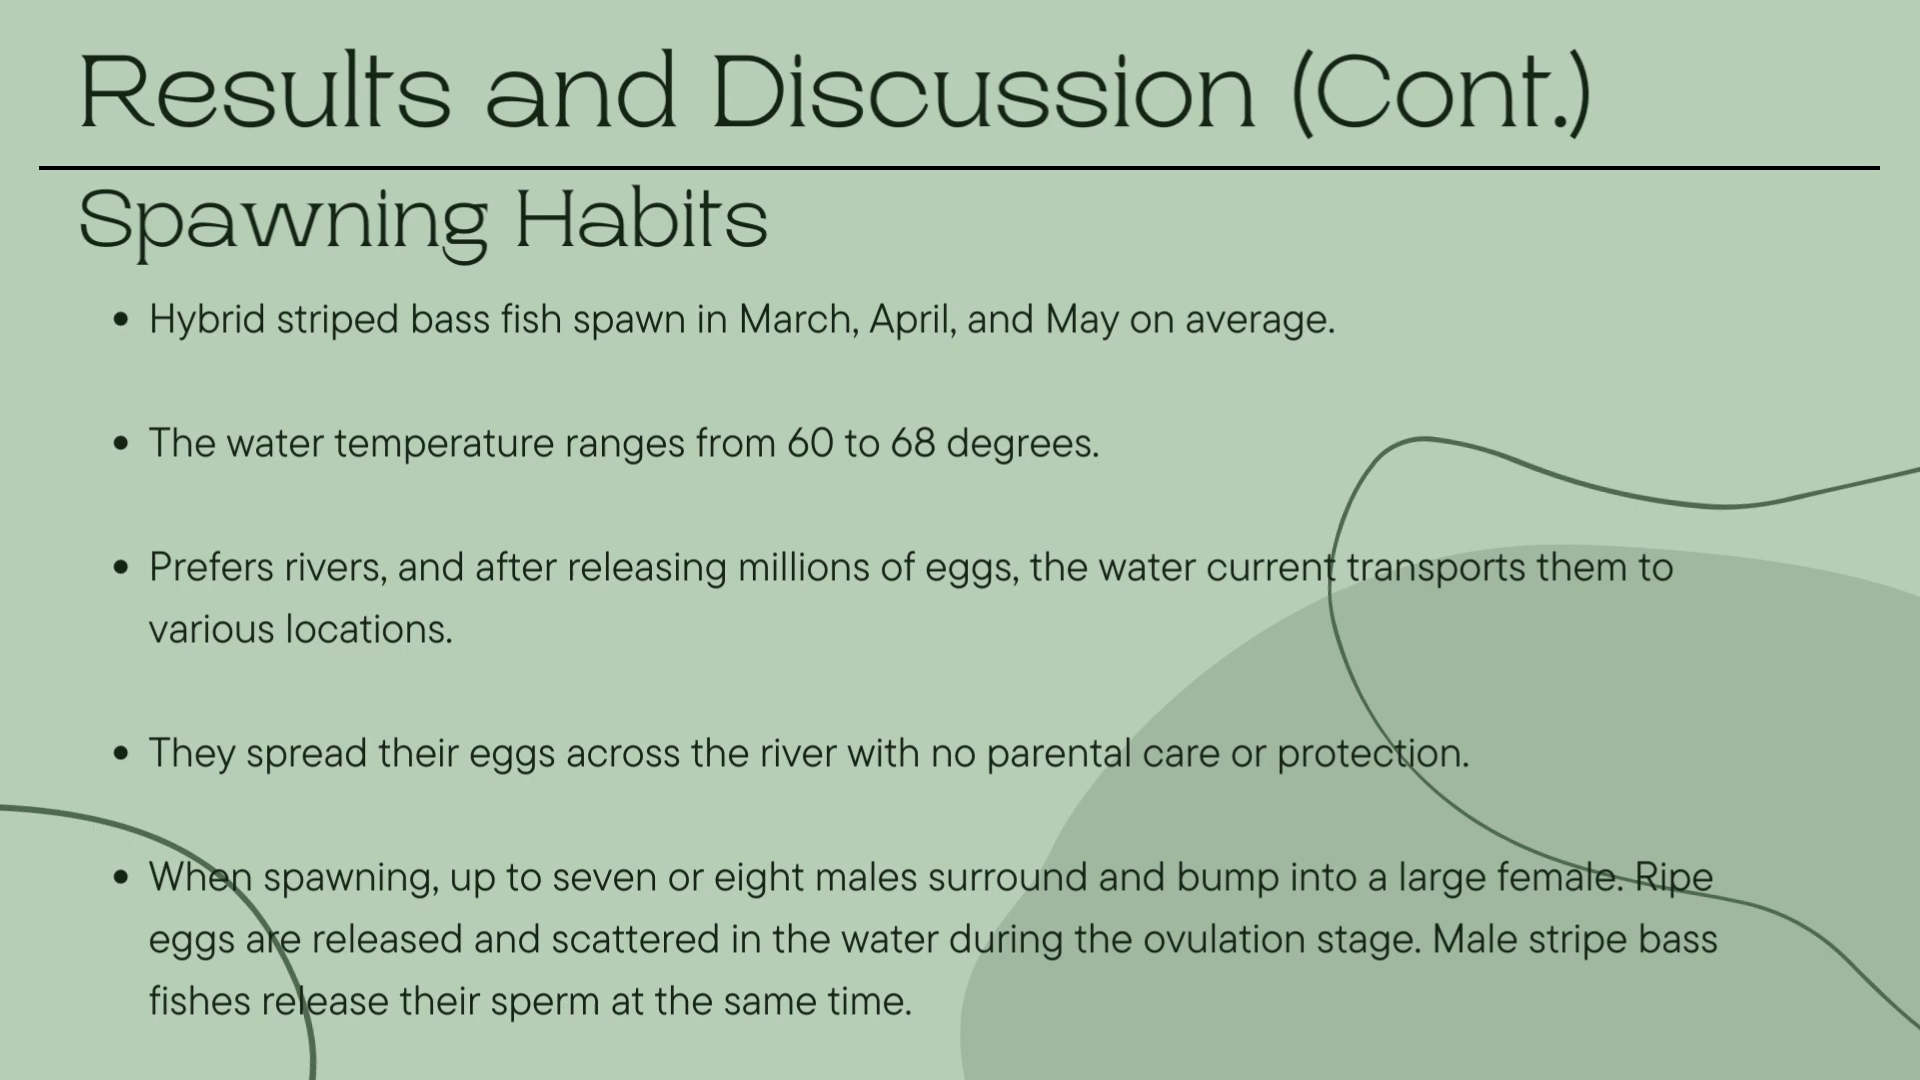 Results and Discussion (Cont.)
Spawning Habits
• Hybrid striped bass fish spawn in March, April, and May on average.
• The water temperature ranges from 60 to 68 degrees.
• Prefers rivers, and after releasing millions of eggs, the water current transports them to
various locations.
• They spread their eggs across the river with no parental care or protection.
• When spawning, up to seven or eight males surround and bump into a large female. Ripe
eggs are released and scattered in the water during the ovulation stage. Male stripe bass
fishes release their sperm at the same time.